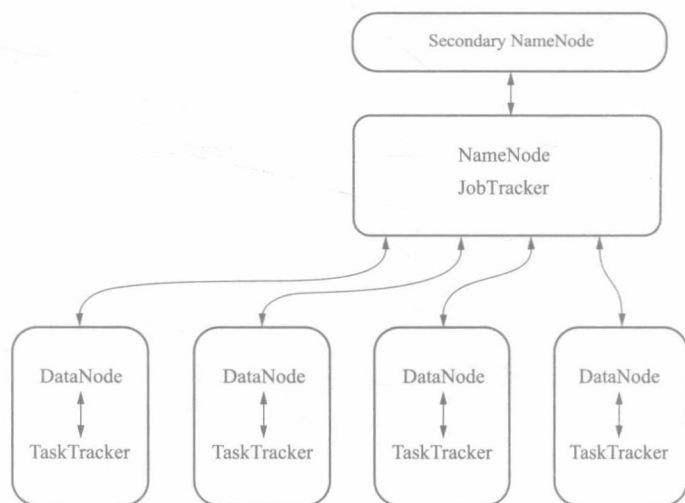 Secondary NameNode
NameNode
JobTracker
DataNode
DataNode
DataNode
DataNode
TaskTracker
TaskTracker
TaskTracker
TaskTracker